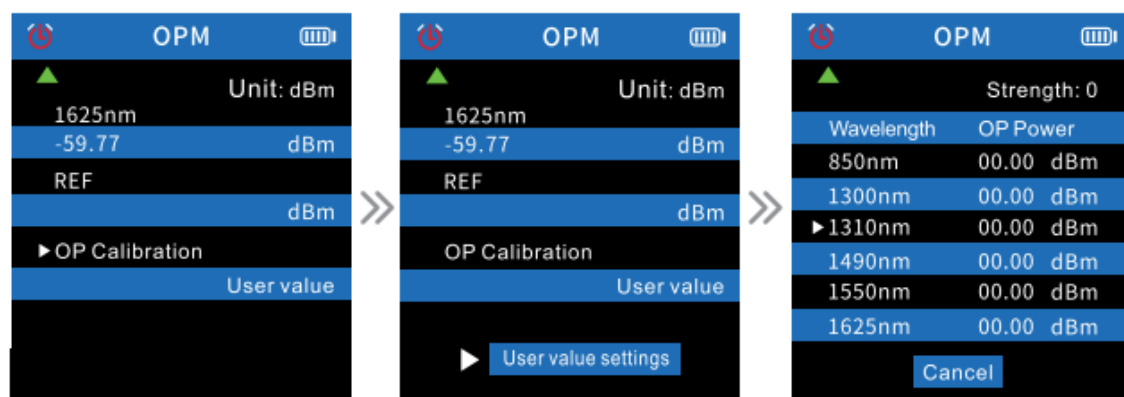 OPM
Unit: dBm
1625nm
-59.77 dBm
REF
dBm
OP Calibration
User value
OPM
Unit: dBm
1625nm
-59.77 dBm
REF
dBm
OP Calibration
User value
User value settings
OPM
Strength: 0
Wavelength OP Power
850nm 00.00 dBm
1300nm 00.00 dBm
1310nm 00.00 dBm
1490nm 00.00 dBm
1550nm 00.00 dBm
1625nm 00.00 dBm
Cancel